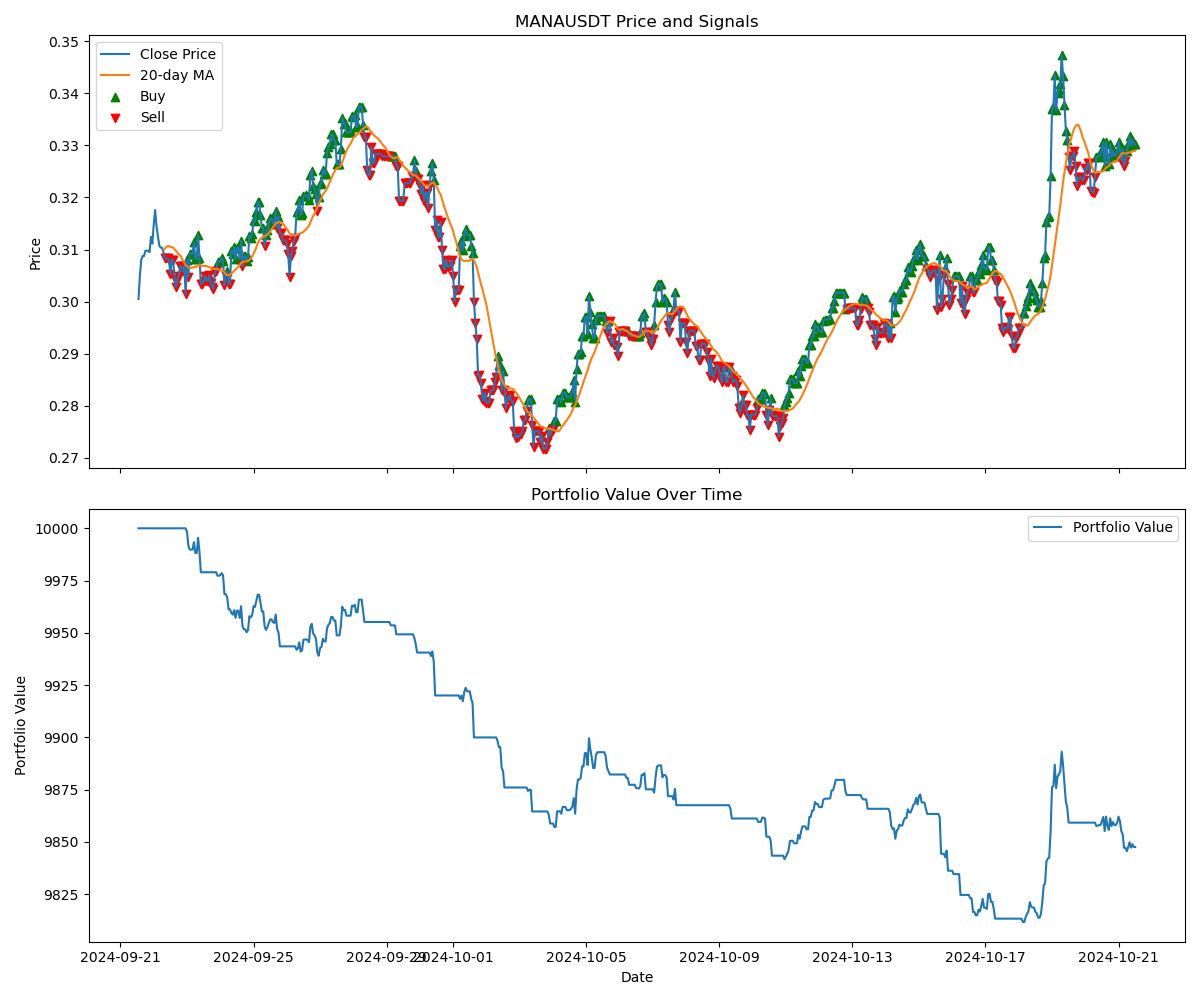 MANAUSDT Price and Signals
Price
0.35
0.34
0.33
0.32
0.31
0.30
0.29
0.28
0.27
Close Price
20-day MA
Buy
Sell
Portfolio Value Over Time
Portfolio Value
10000
9975
9950
9925
9900
9875
9850
9825
Portfolio Value
2024-09-21
2024-09-25
2024-09-29
2024-10-01
2024-10-05
2024-10-09
2024-10-13
2024-10-17
2024-10-21
Date